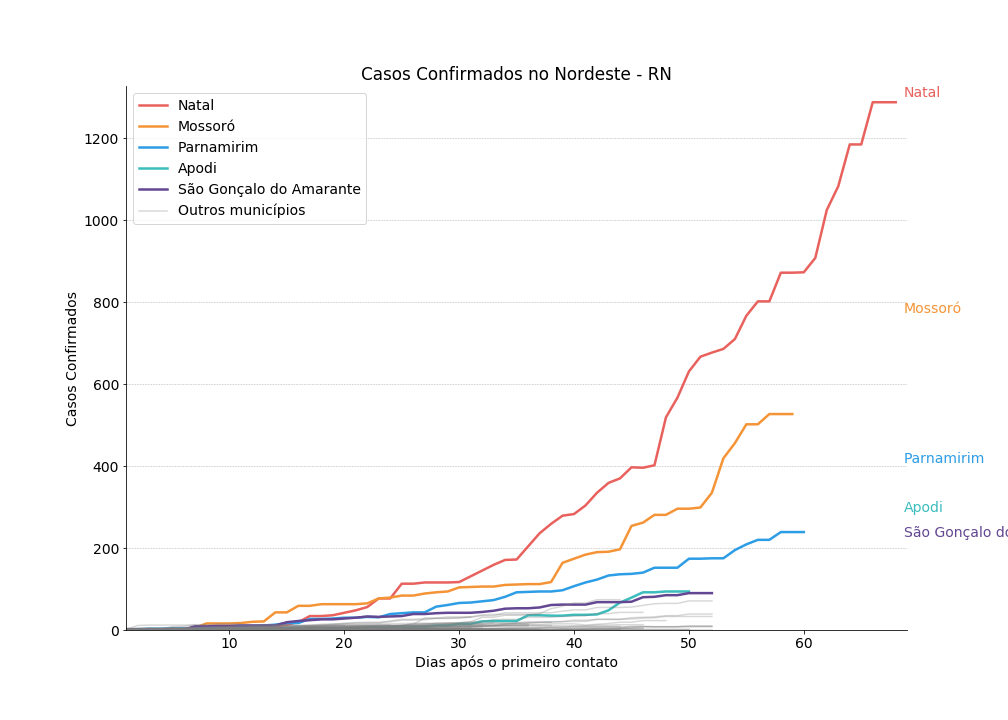 Casos Confirmados no Nordeste - RN
Natal
Mossoró
Parnamirim
Apodi
São Gonçalo do Amarante
Outros municípios
1200
1000
800
600
400
200
0
Casos Confirmados
10
20
30
40
50
60
Dias após o primeiro contato
Natal
Mossoró
Parnamirim
Apodi
São Gonçalo do